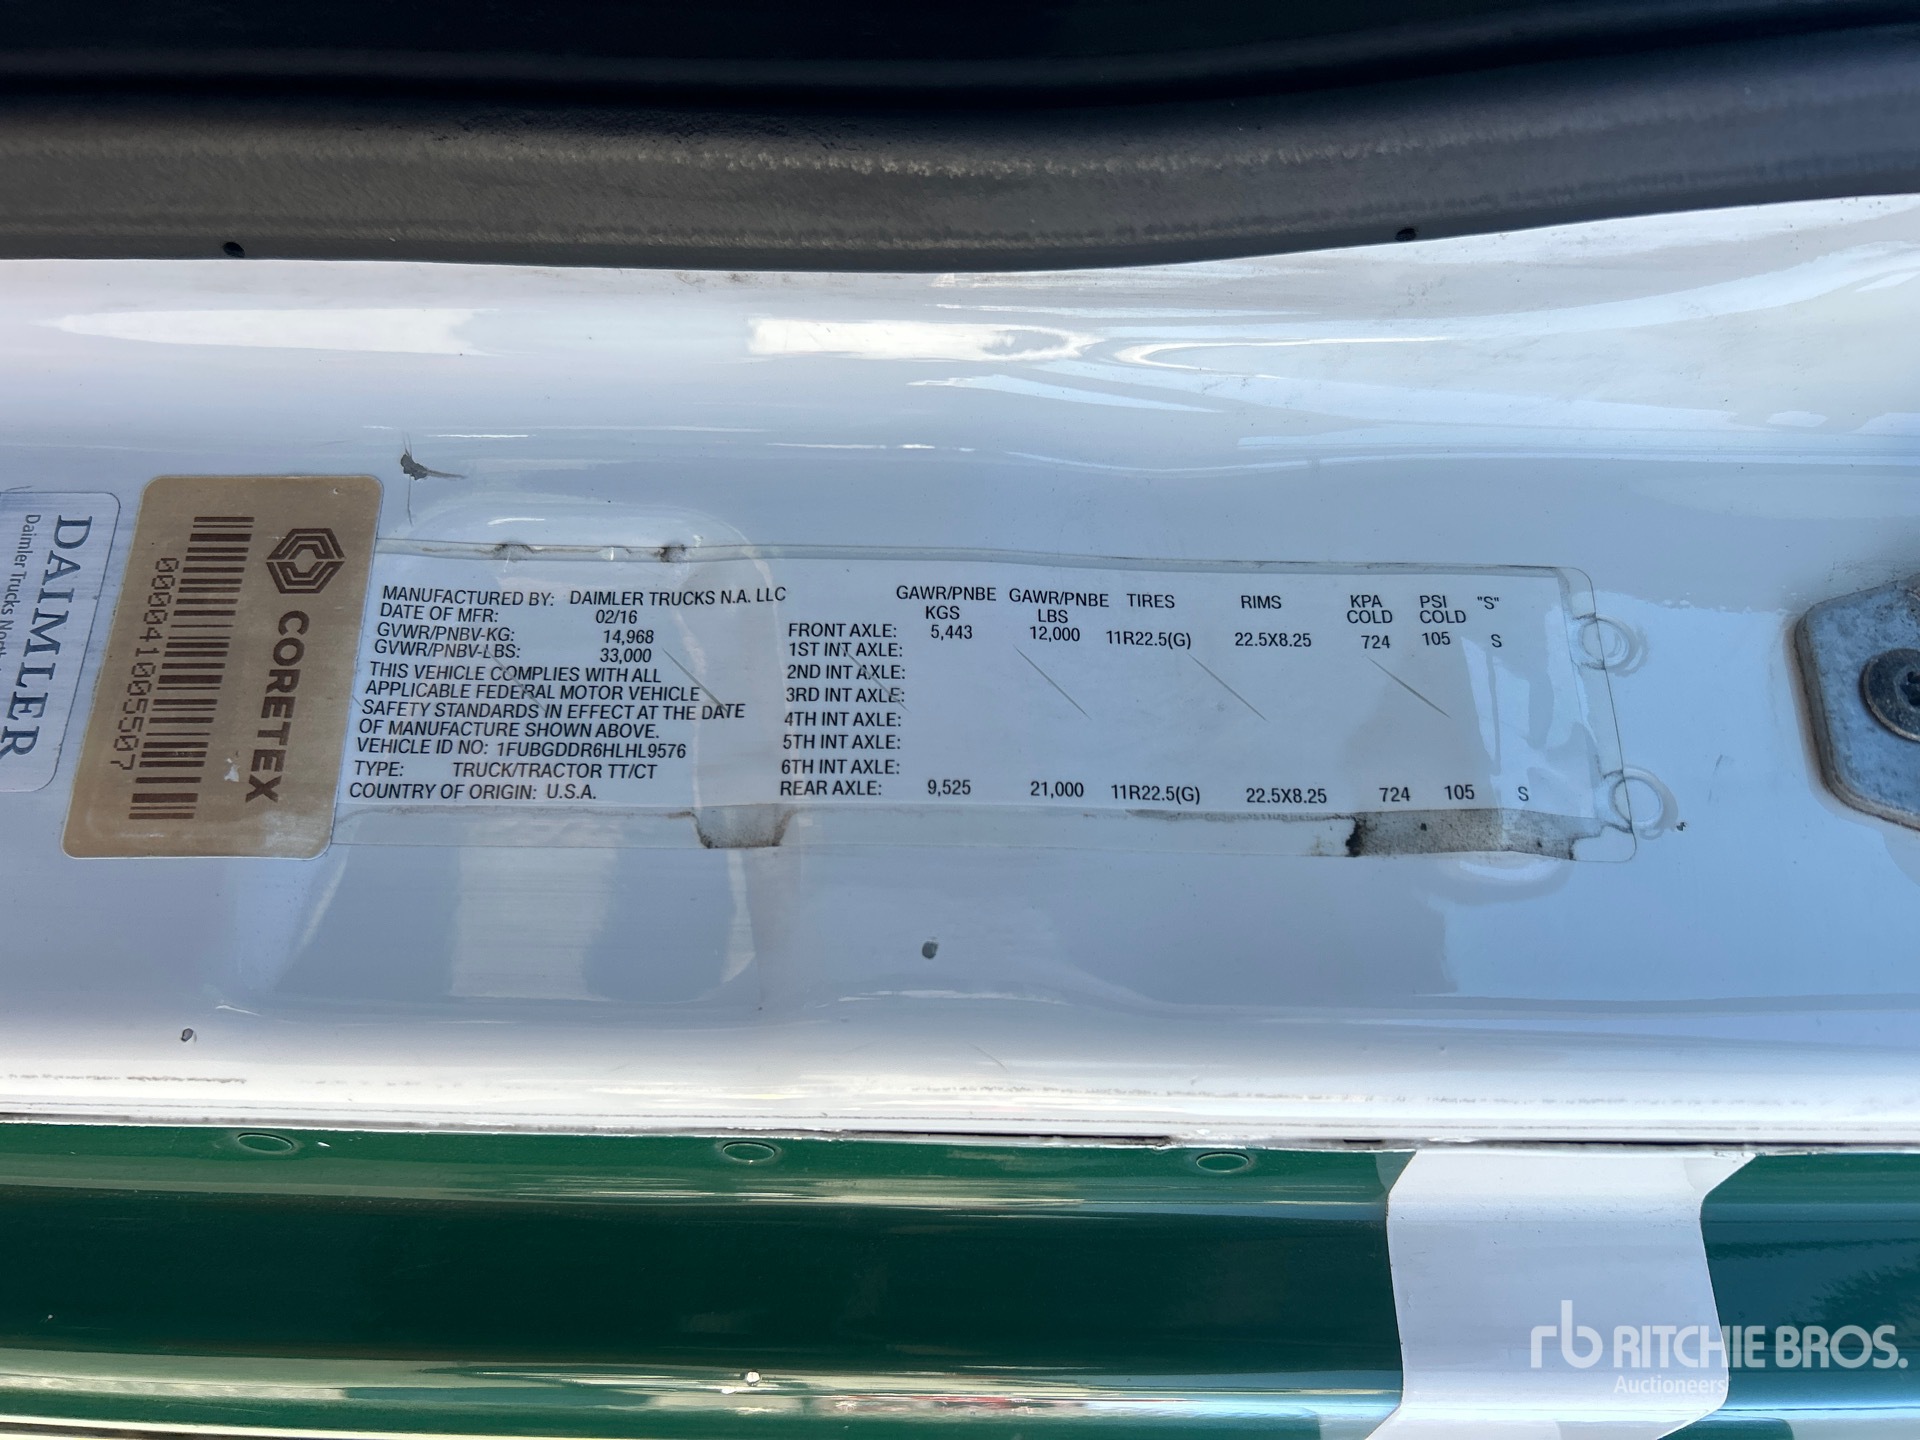 DAIMLER
Daimler Trucks North
CORETEX
000041005507
MANUFACTURED BY: DAIMLER TRUCKS N.A. LLC
DATE OF MFR: 02/16
GVWR/PNBV-KG: 14,968
GVWR/PNBV-LBS: 33,000
THIS VEHICLE COMPLIES WITH ALL
APPLICABLE FEDERAL MOTOR VEHICLE
SAFETY STANDARDS IN EFFECT AT THE DATE
OF MANUFACTURE SHOWN ABOVE.
VEHICLE ID NO: 1FUBGDDR6HLHL9576
TYPE: TRUCK/TRACTOR TT/CT
COUNTRY OF ORIGIN: U.S.A.
GAWR/PNBE GAWR/PNBE TIRES RIMS KPA PSI "S"
KGS LBS COLD COLD
FRONT AXLE: 5,443 12,000 11R22.5(G) 22.5X8.25 724 105 S
1ST INT AXLE:
2ND INT AXLE:
3RD INT AXLE:
4TH INT AXLE:
5TH INT AXLE:
6TH INT AXLE:
REAR AXLE: 9,525 21,000 11R22.5(G) 22.5X8.25 724 105 S
rb RITCHIE BROS.
Auctioneers